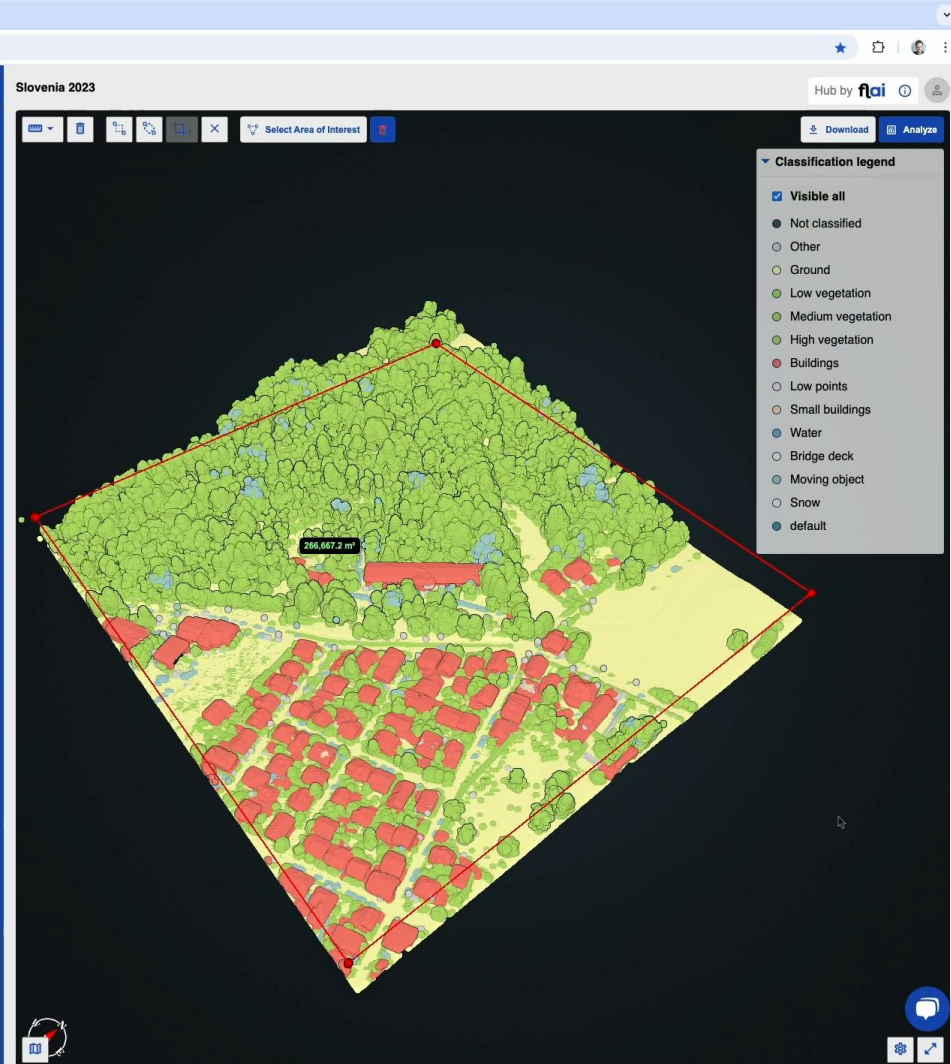 Slovenia 2023
Hub by flai
Select Area of Interest
Download
Analyze
Classification legend
Visible all
Not classified
Other
Ground
Low vegetation
Medium vegetation
High vegetation
Buildings
Low points
Small buildings
Water
Bridge deck
Moving object
Snow
default
266,667.2 m²